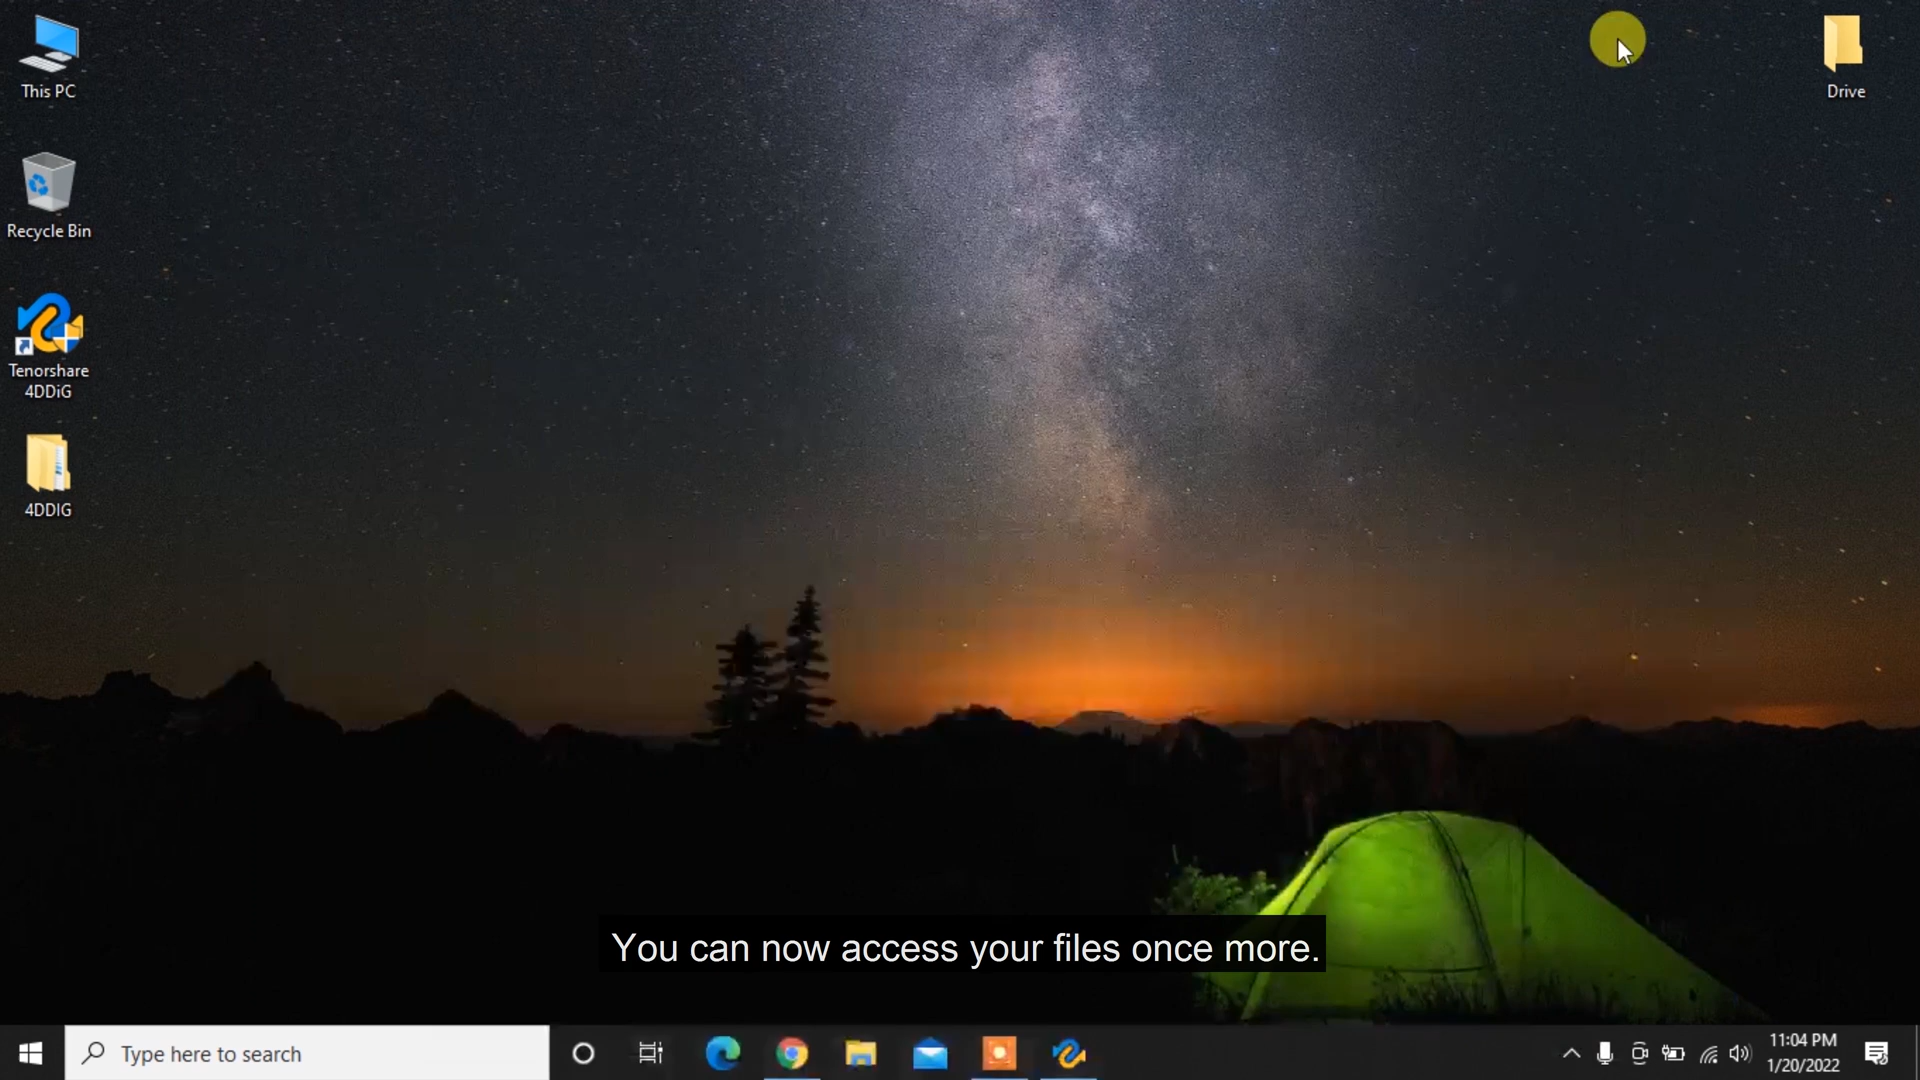 This PC
Drive
Recycle Bin
Tenorshare
4DDiG
4DDIG
You can now access your files once more.
Type here to search
11:04 PM
1/20/2022